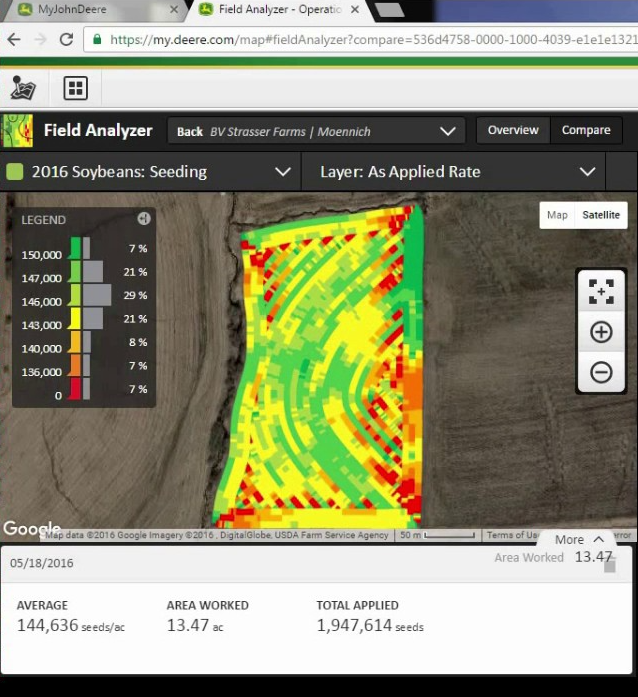 MyJohnDeere
Field Analyzer - Operatio
https://my.deere.com/map#fieldAnalyzer?compare=536d4758-0000-1000-4039-e1e1e1321
Field Analyzer
Back BV Strasser Farms | Moennich
Overview
Compare
2016 Soybeans: Seeding
Layer: As Applied Rate
LEGEND
Map
Satellite
7 %
150,000
21 %
147,000
29 %
146,000
21 %
143,000
8 %
140,000
7 %
136,000
7 %
0
Google
Map data ©2016 Google Imagery ©2016 , DigitalGlobe, USDA Farm Service Agency
50 m
Terms of Us
rror
More
05/18/2016
Area Worked 13.47
AVERAGE
AREA WORKED
TOTAL APPLIED
144,636 seeds/ac
13.47 ac
1,947,614 seeds